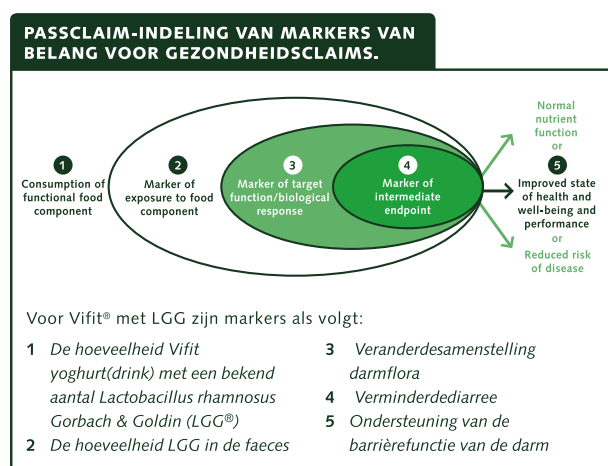 PASSCLAIM-INDELING VAN MARKERS VAN
BELANG VOOR GEZONDHEIDSCLAIMS.
1
Consumption of
functional food
component
2
Marker of
exposure to food
component
3
Marker of target
function/biological
response
4
Marker of
intermediate
endpoint
Normal
nutrient
function
or
5
Improved state
of health and
well-being and
performance
or
Reduced risk
of disease
Voor Vifit® met LGG zijn markers als volgt:
1 De hoeveelheid Vifit
yoghurt(drink) met een bekend
aantal Lactobacillus rhamnosus
Gorbach & Goldin (LGG®)
2 De hoeveelheid LGG in de faeces
3 Veranderdesamenstelling
darmflora
4 Verminderdediarree
5 Ondersteuning van de
barrièrefunctie van de darm